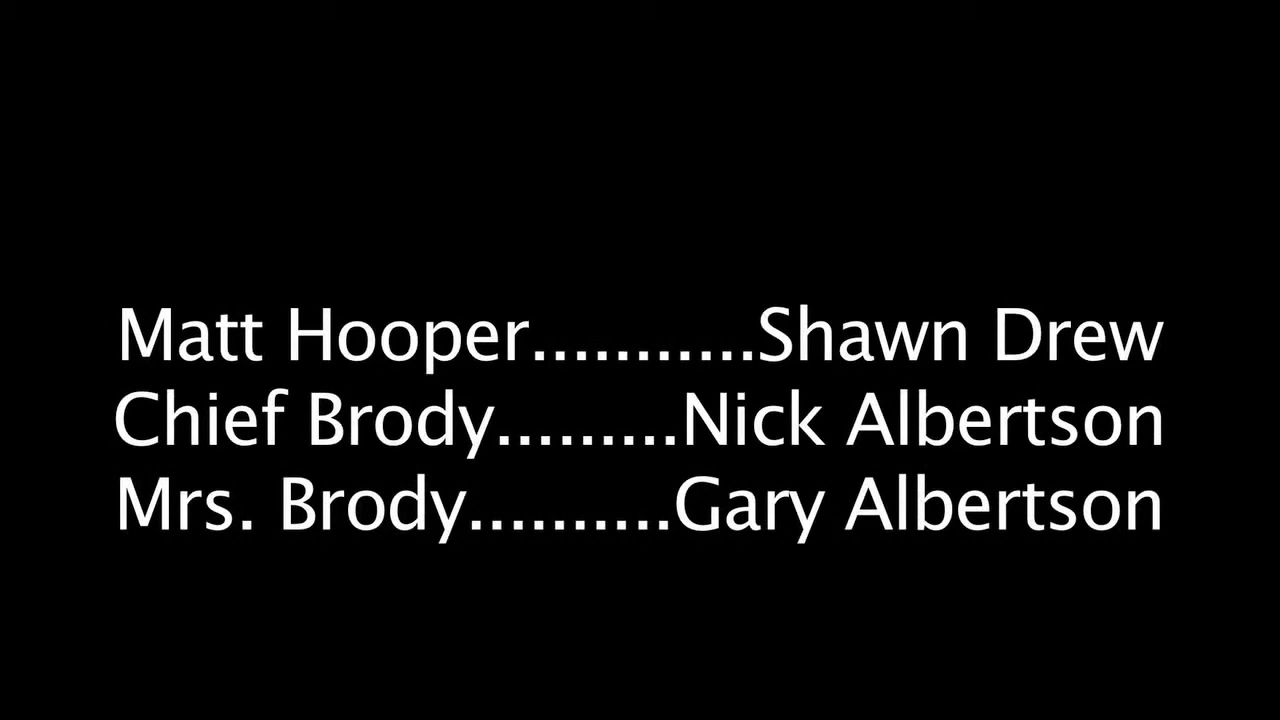 Matt Hooper...........Shawn Drew
Chief Brody.........Nick Albertson
Mrs. Brody..........Gary Albertson